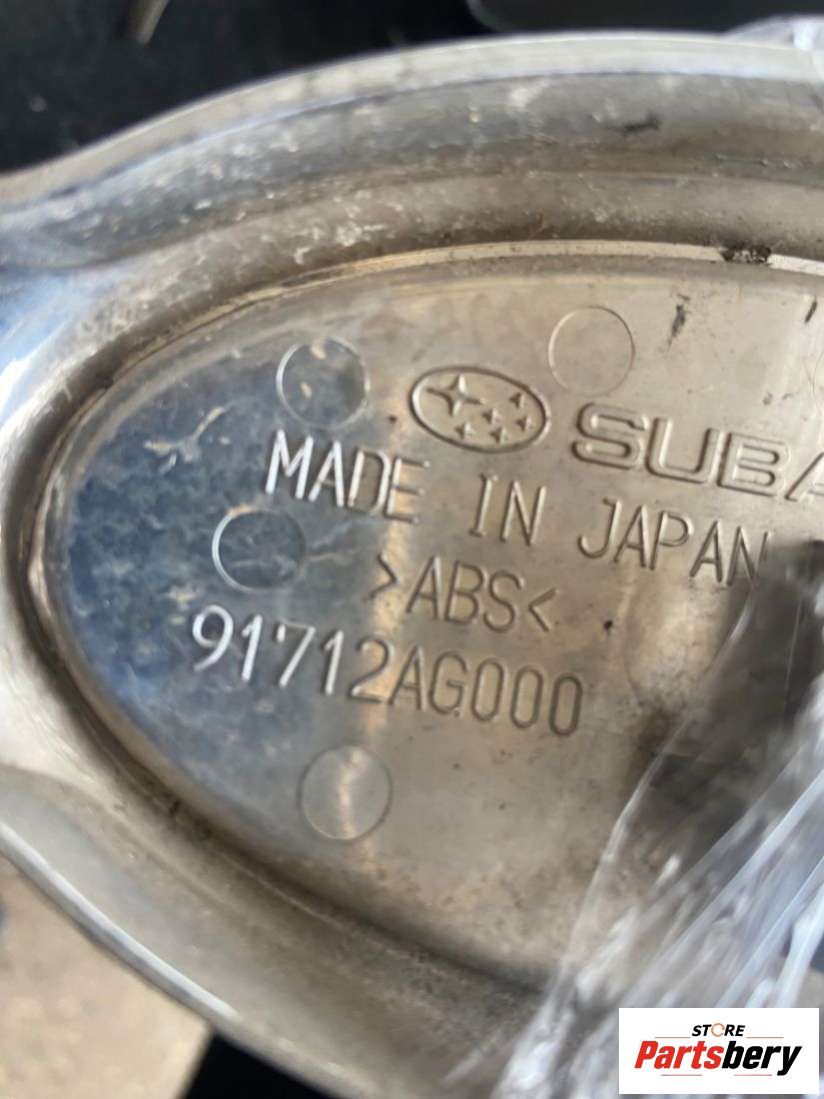 SUBA
MADE IN JAPAN
>ABS<
91712AG000
STORE
Partsbery